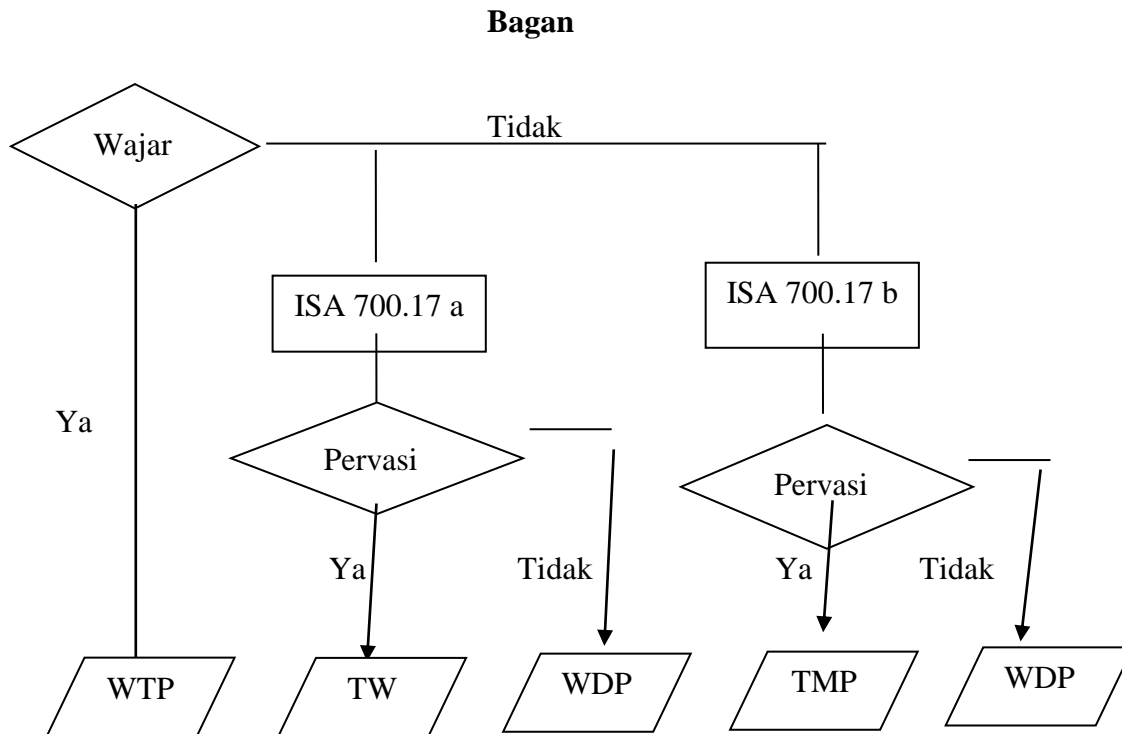 Bagan
Wajar
Tidak
ISA 700.17 a
ISA 700.17 b
Ya
Pervasi
Pervasi
Ya
Tidak
Ya
Tidak
WTP
TW
WDP
TMP
WDP